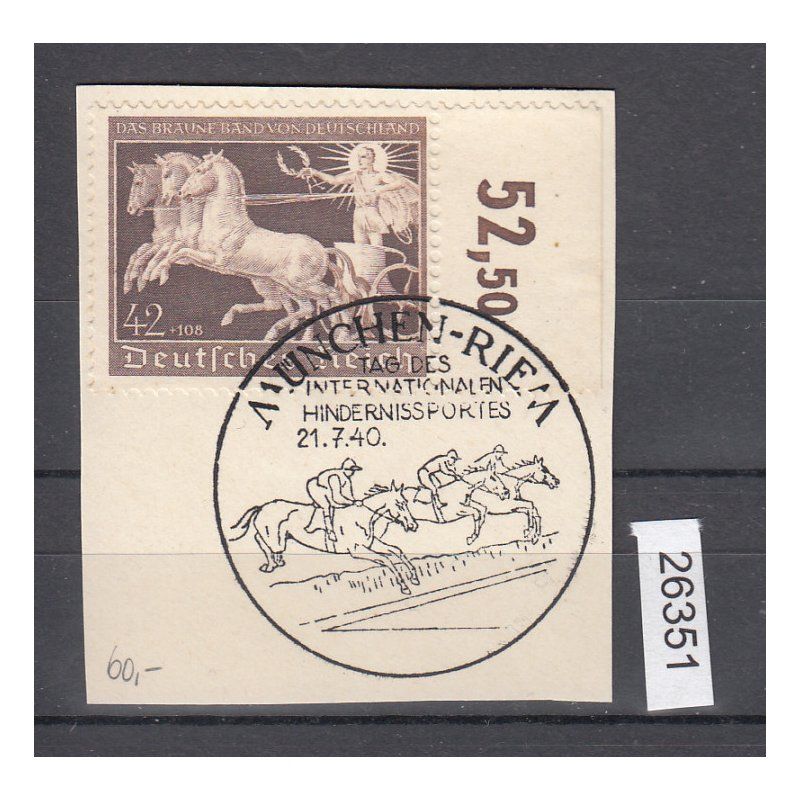 DAS BRAUNE BAND VON DEUTSCHLAND
42 +108
Deutsches Reich
52,50
MÜNCHEN-RIEM
TAG DES
INTERNATIONALEN
HINDERNISSPORTES
21.7.40.
60,-
26351